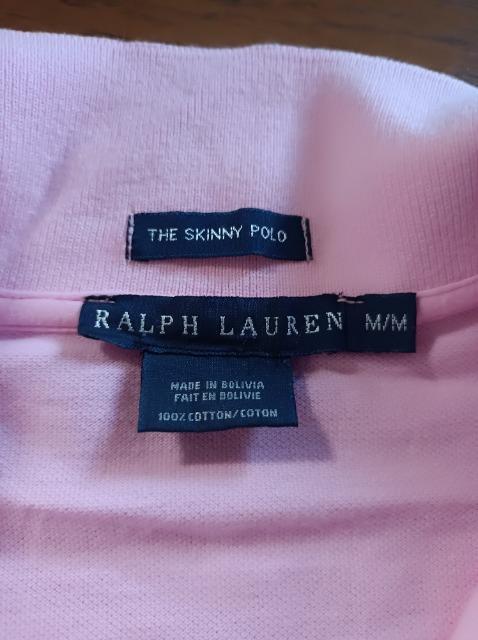 THE SKINNY POLO
RALPH LAUREN M/M
MADE IN BOLIVIA
FAIT EN BOLIVIE
100% COTTON/COTON